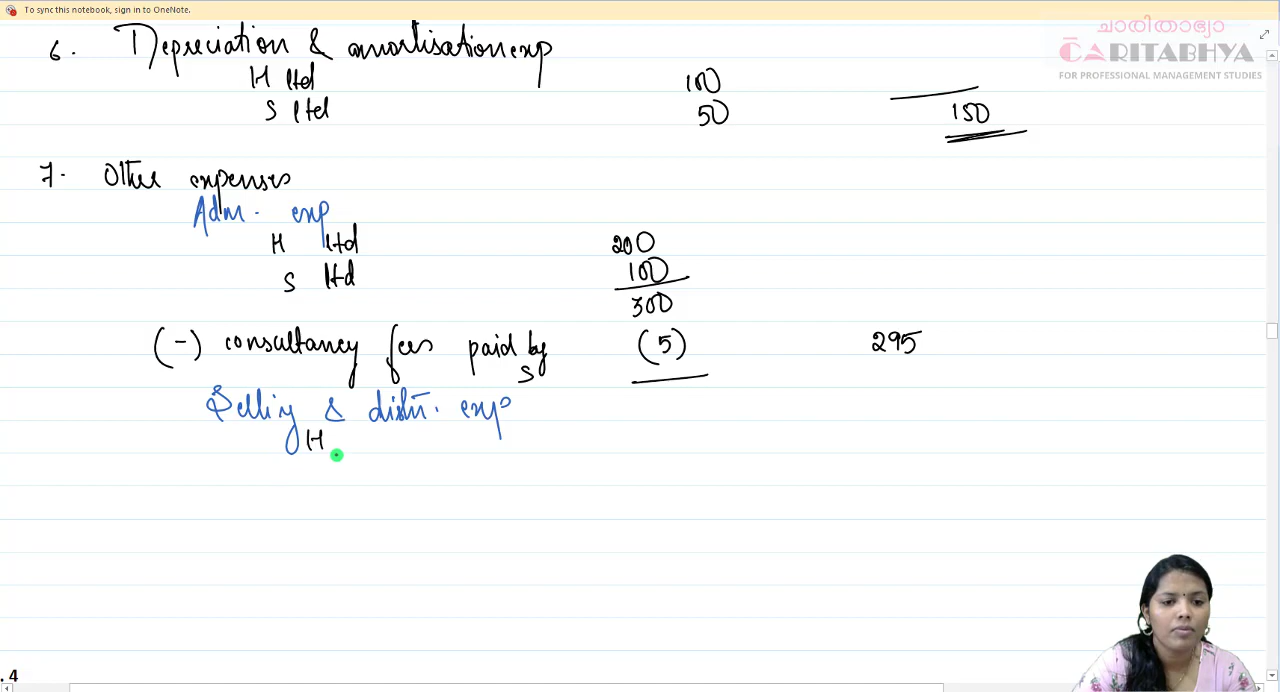 To sync this notebook, sign in to OneNote.
ചാരിതാഭ്യാ
CĀRITABHYA
FOR PROFESSIONAL MANAGEMENT STUDIES
6. Depreciation & amortisation exp
H ltd 100
S ltd 50 150
7. Other expenses
Adm. exp
H ltd 200
S ltd 100
300
(-) consultancy fees paid by S (5) 295
Selling & distri. exp
H
.4